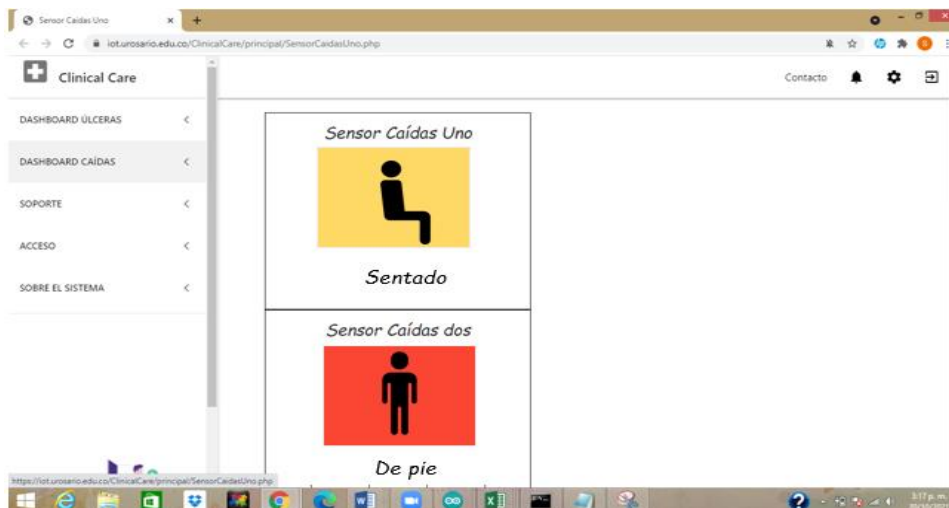 Sensor Caidas Uno
iot.urosario.edu.co/ClinicalCare/principal/SensorCaidasUno.php
Clinical Care
Contacto
DASHBOARD ÚLCERAS
DASHBOARD CAÍDAS
SOPORTE
ACCESO
SOBRE EL SISTEMA
Sensor Caídas Uno
Sentado
Sensor Caídas dos
De pie
https://iot.urosario.edu.co/ClinicalCare/principal/SensorCaidasUno.php
3:17 p.m.